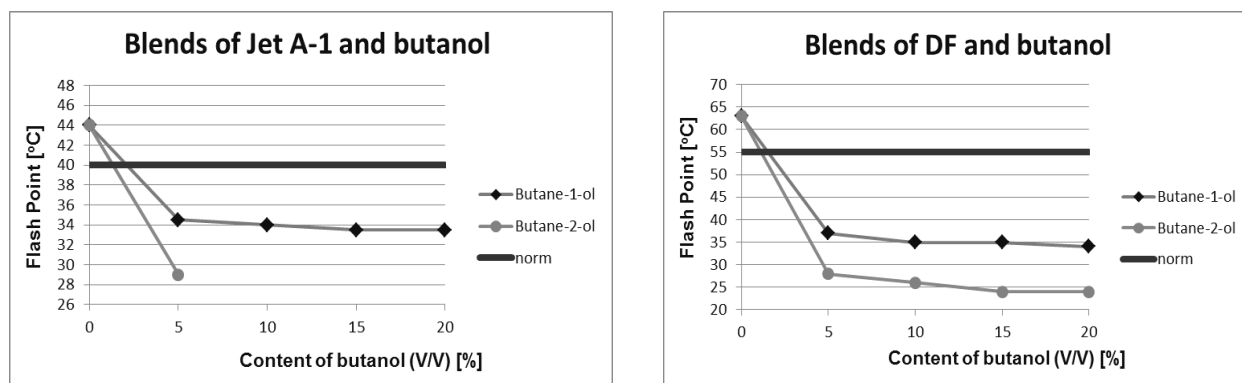 Blends of Jet A-1 and butanol
48
46
44
42
40
38
36
34
32
30
28
26
Flash Point [°C]
0 5 10 15 20
Content of butanol (V/V) [%]
Butane-1-ol
Butane-2-ol
norm
Blends of DF and butanol
70
65
60
55
50
45
40
35
30
25
20
Flash Point [°C]
0 5 10 15 20
Content of butanol (V/V) [%]
Butane-1-ol
Butane-2-ol
norm